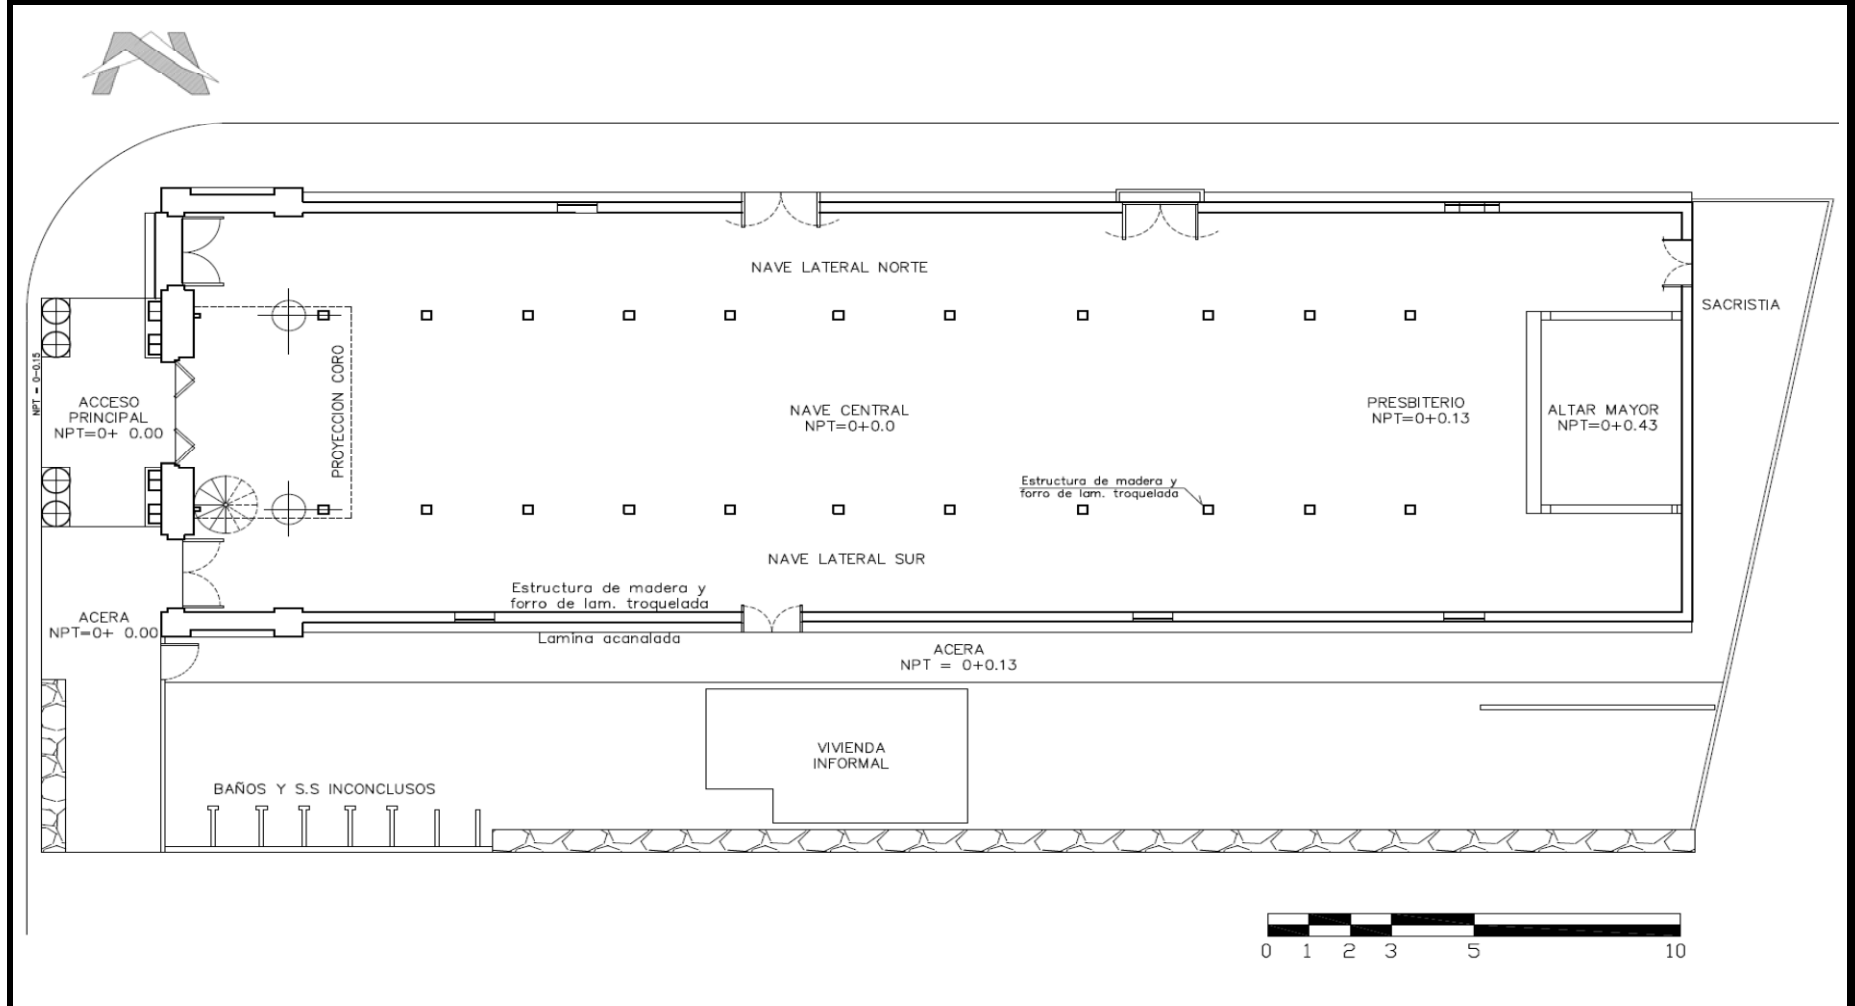 NAVE LATERAL NORTE
SACRISTIA
PROYECCION CORO
NPT = 0-0.15
ACCESO
PRINCIPAL
NPT=0+ 0.00
NAVE CENTRAL
NPT=0+0.0
PRESBITERIO
NPT=0+0.13
ALTAR MAYOR
NPT=0+0.43
Estructura de madera y
forro de lam. troquelada
NAVE LATERAL SUR
Estructura de madera y
forro de lam. troquelada
Lamina acanalada
ACERA
NPT=0+ 0.00
ACERA
NPT = 0+0.13
VIVIENDA
INFORMAL
BAÑOS Y S.S INCONCLUSOS
0 1 2 3 5 10